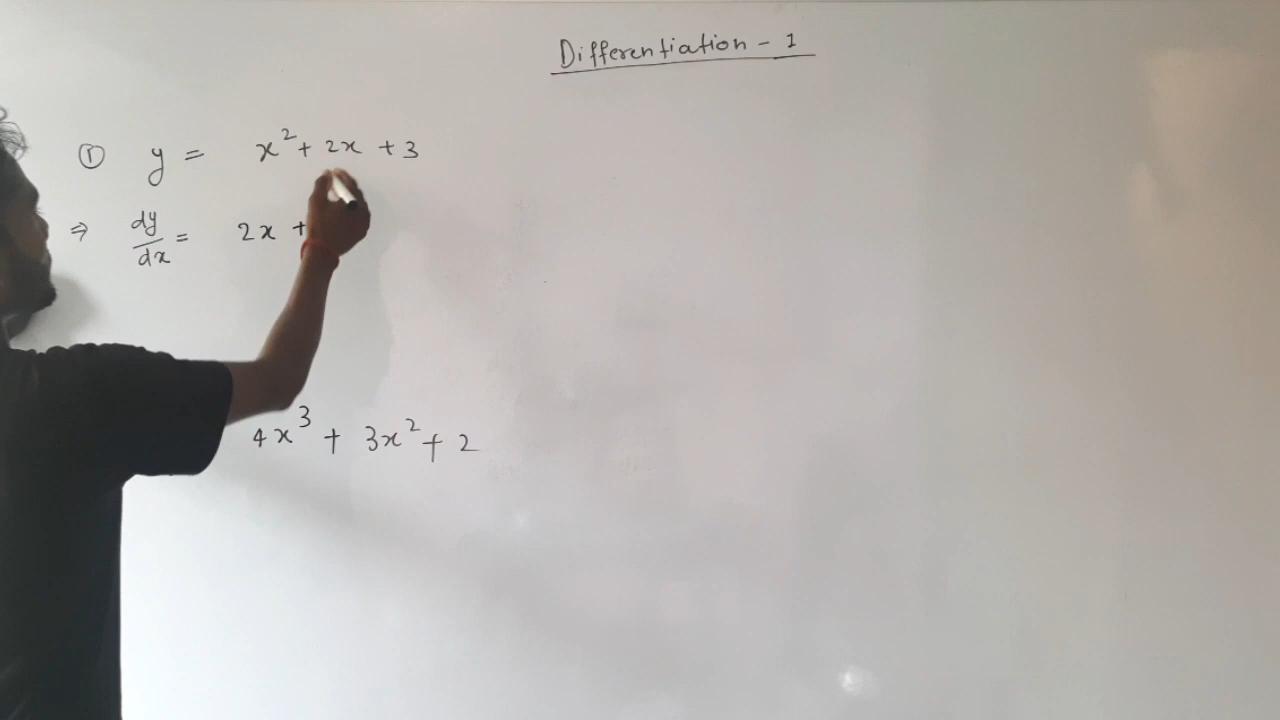 Differentiation - 1
① y = x² + 2x + 3
⇒ dy/dx = 2x +
4x³ + 3x² + 2